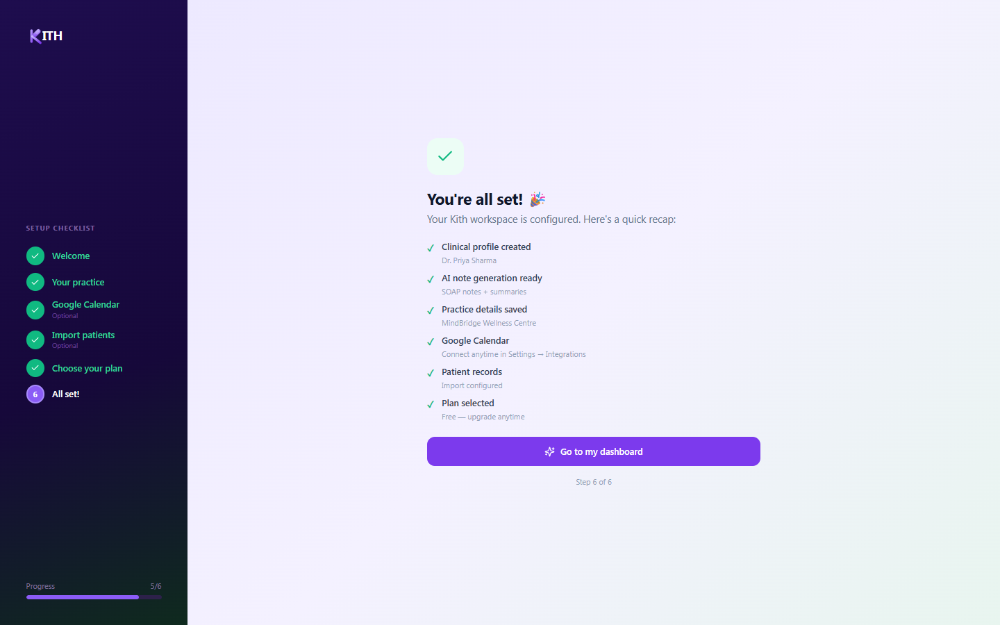 KITH
SETUP CHECKLIST
Welcome
Your practice
Google Calendar
Optional
Import patients
Optional
Choose your plan
6 All set!
Progress 5/6
You're all set! 🎉
Your Kith workspace is configured. Here's a quick recap:
✓ Clinical profile created
Dr. Priya Sharma
✓ AI note generation ready
SOAP notes + summaries
✓ Practice details saved
MindBridge Wellness Centre
✓ Google Calendar
Connect anytime in Settings → Integrations
✓ Patient records
Import configured
✓ Plan selected
Free — upgrade anytime
Go to my dashboard
Step 6 of 6